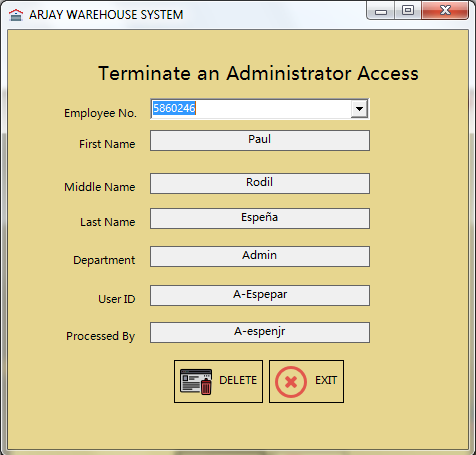 ARJAY WAREHOUSE SYSTEM
Terminate an Administrator Access
Employee No. 5860246
First Name Paul
Middle Name Rodil
Last Name Espeña
Department Admin
User ID A-Espepar
Processed By A-espenjr
DELETE EXIT